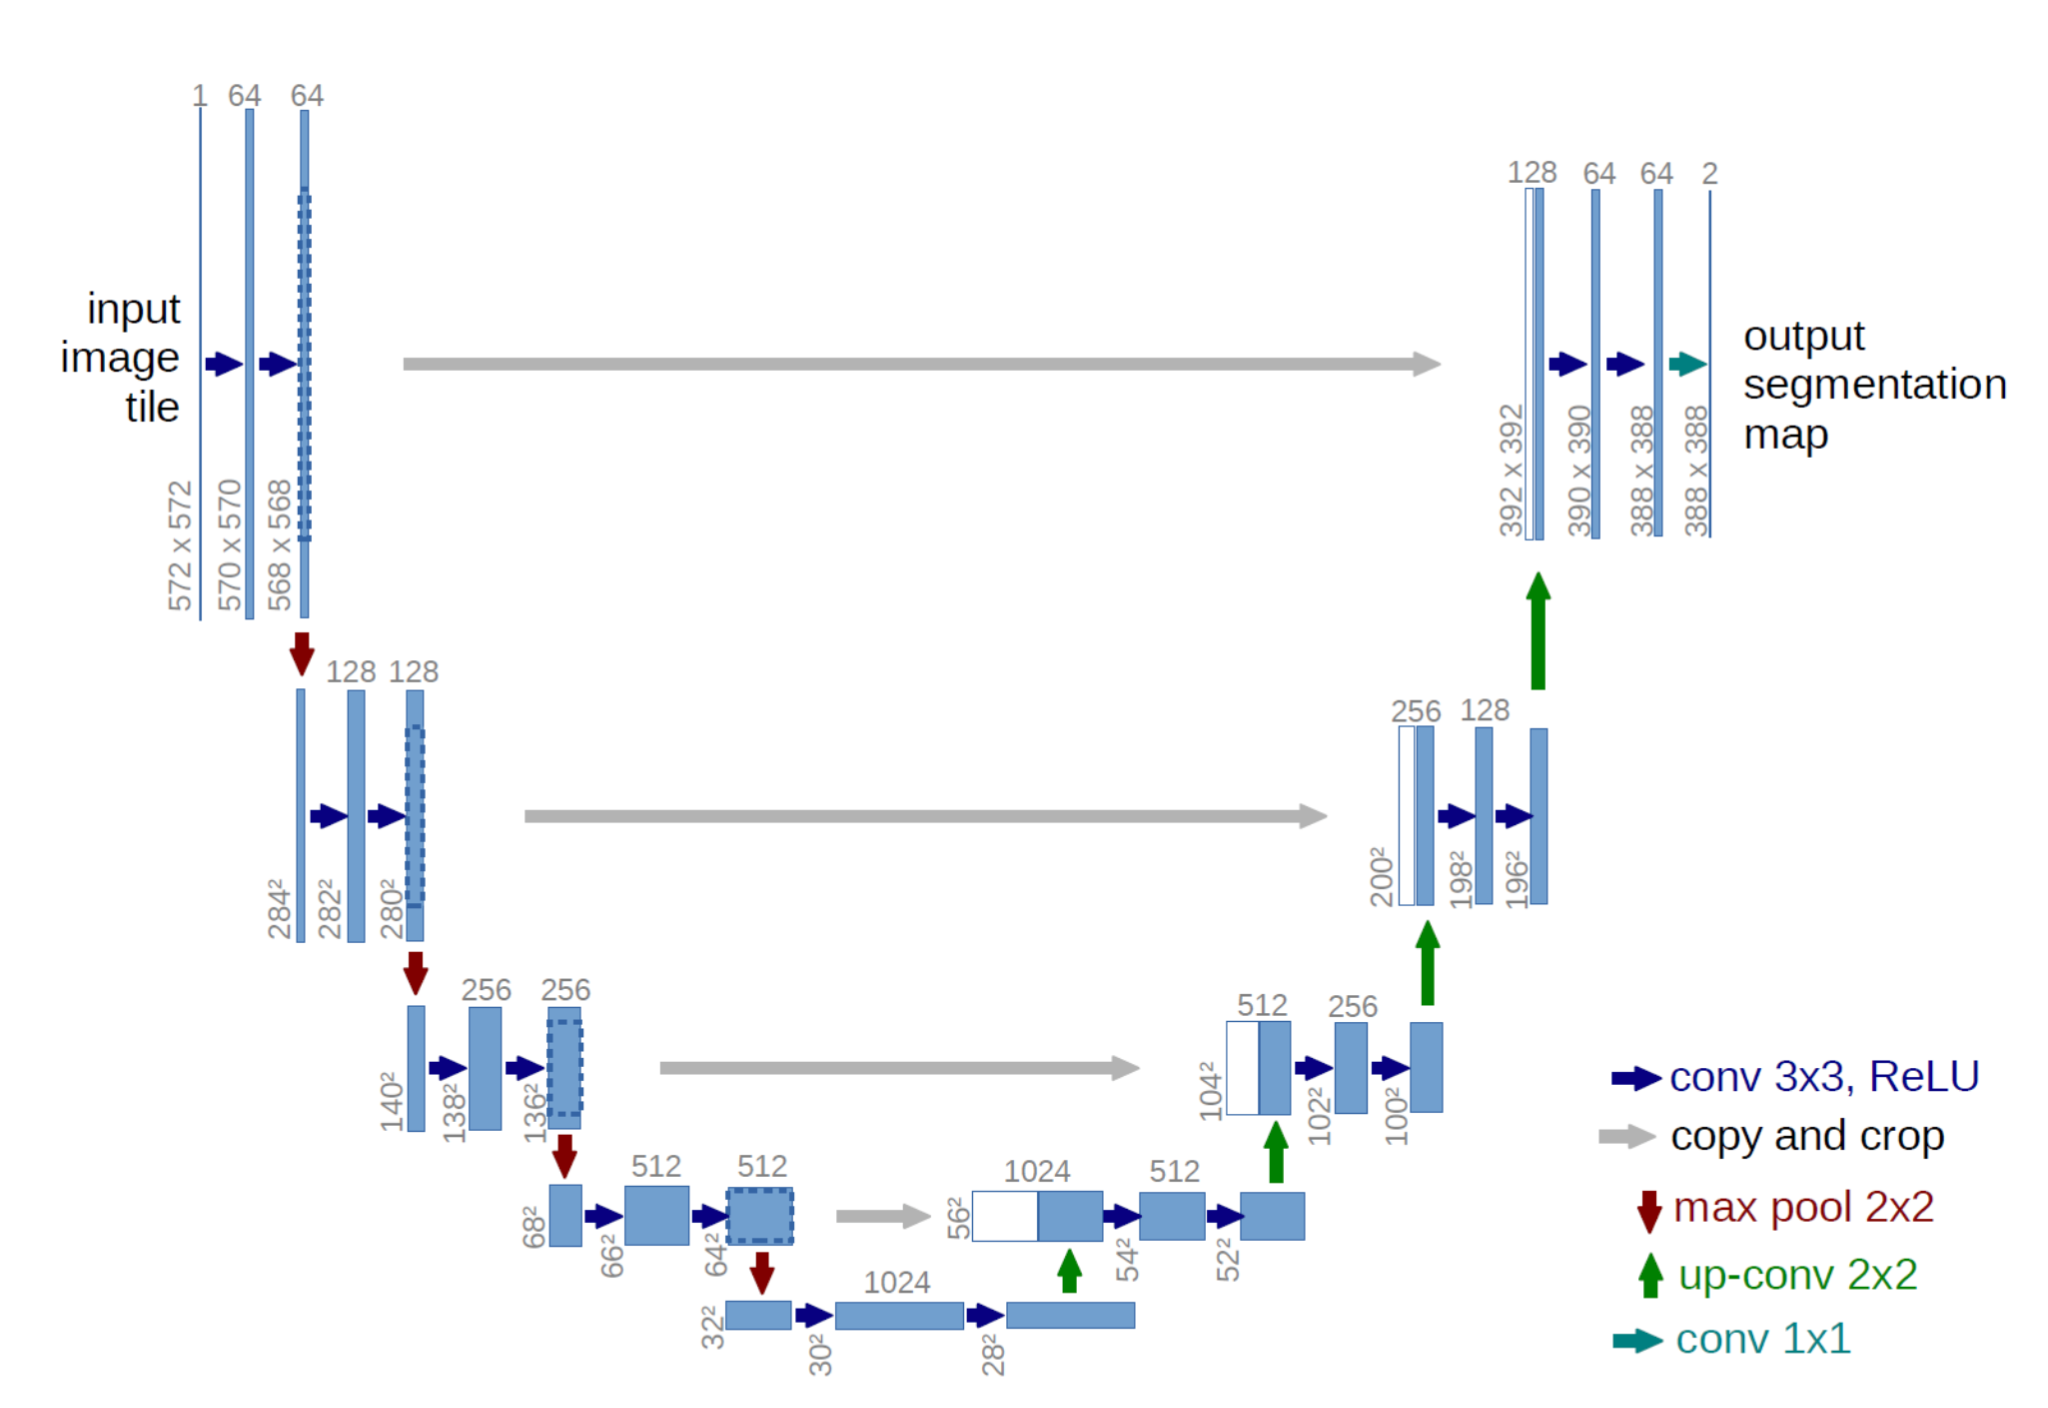 1 64 64
input
image
tile
572 x 572
570 x 570
568 x 568
128 64 64 2
output
segmentation
map
392 x 392
390 x 390
388 x 388
388 x 388
128 128
284²
282²
280²
256 128
200²
198²
196²
256 256
140²
138²
136²
512 256
104²
102²
100²
512 512
68²
66²
64²
1024 512
56²
54²
52²
1024
32²
30²
28²
conv 3x3, ReLU
copy and crop
max pool 2x2
up-conv 2x2
conv 1x1